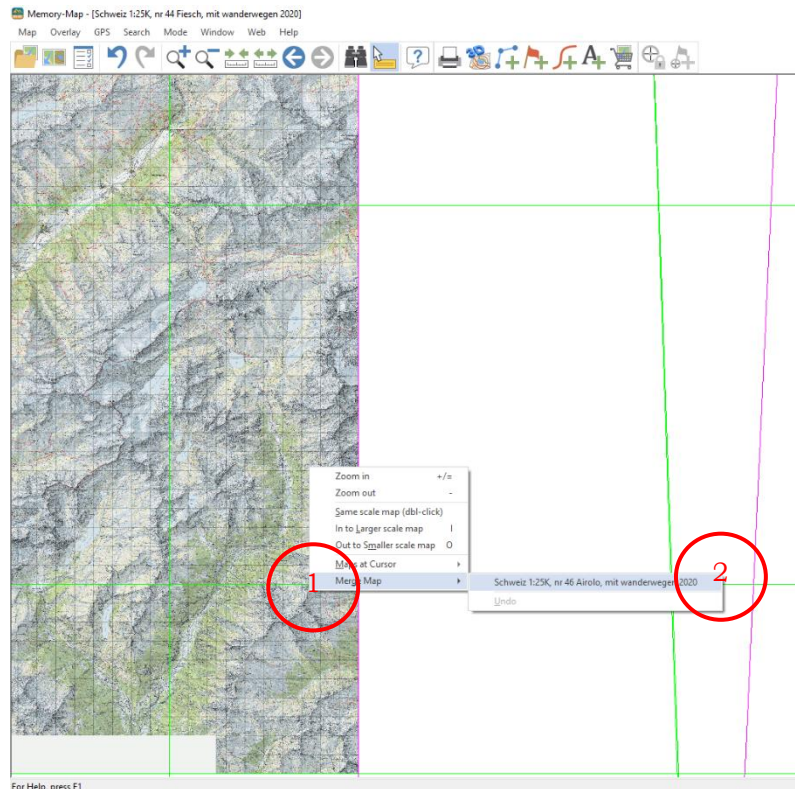 Memory-Map - [Schweiz 1:25K, nr 44 Fiesch, mit wanderwegen 2020]
Map Overlay GPS Search Mode Window Web Help
Zoom in +/=
Zoom out -
Same scale map (dbl-click)
In to Larger scale map I
Out to Smaller scale map O
Maps at Cursor
Merge Map
1
Schweiz 1:25K, nr 46 Airolo, mit wanderwegen 2020
2
Undo
For Help, press F1